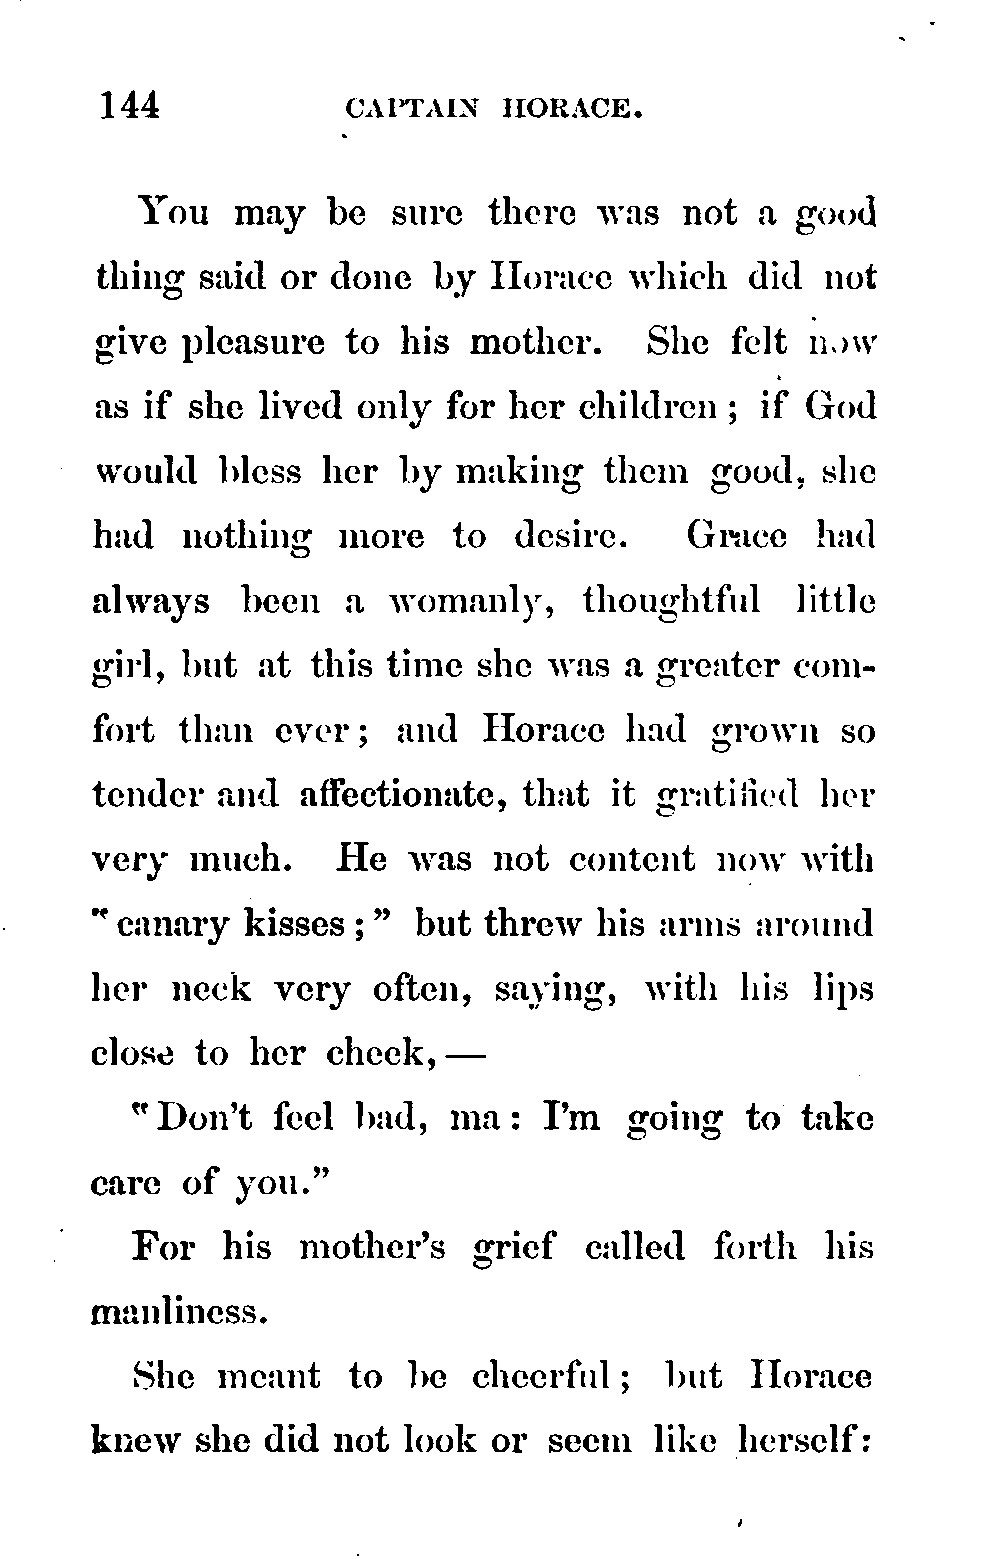 144 CAPTAIN HORACE.
You may be sure there was not a good
thing said or done by Horace which did not
give pleasure to his mother. She felt now
as if she lived only for her children; if God
would bless her by making them good, she
had nothing more to desire. Grace had
always been a womanly, thoughtful little
girl, but at this time she was a greater com-
fort than ever; and Horace had grown so
tender and affectionate, that it gratified her
very much. He was not content now with
"canary kisses;" but threw his arms around
her neck very often, saying, with his lips
close to her cheek,—
"Don't feel bad, ma: I'm going to take
care of you."
For his mother's grief called forth his
manliness.
She meant to be cheerful; but Horace
knew she did not look or seem like herself: